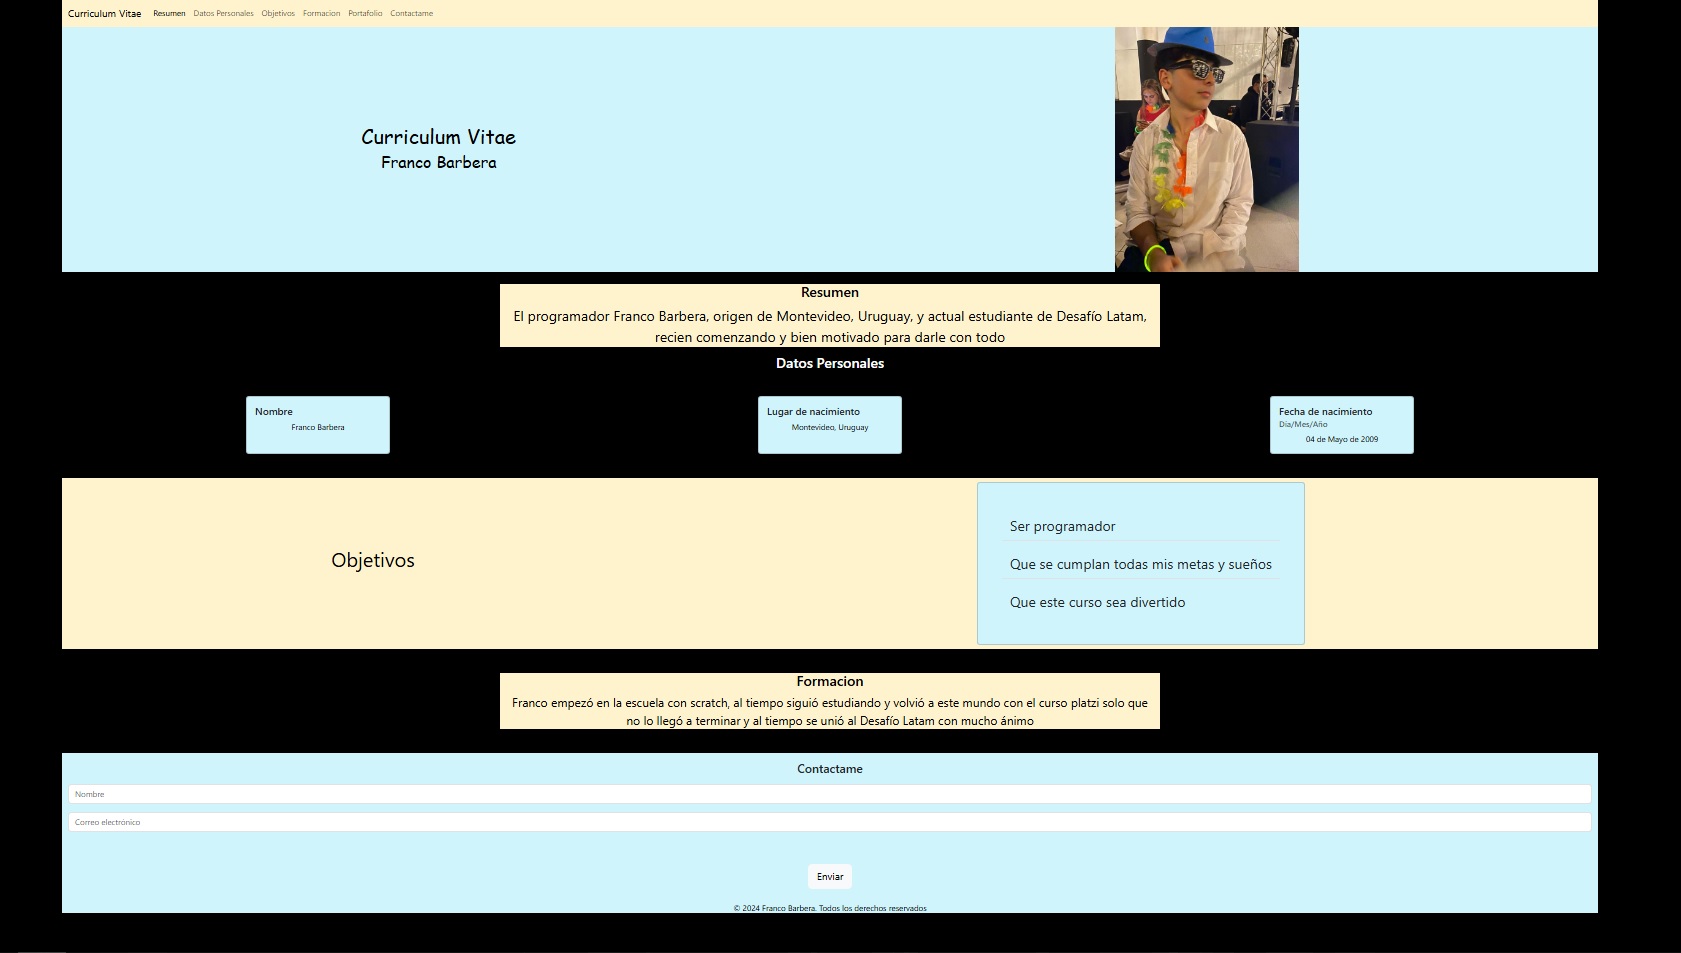 Curriculum Vitae Resumen Datos Personales Objetivos Formacion Portafolio Contactame
Curriculum Vitae
Franco Barbera
Resumen
El programador Franco Barbera, origen de Montevideo, Uruguay, y actual estudiante de Desafío Latam,
recien comenzando y bien motivado para darle con todo
Datos Personales
Nombre
Franco Barbera
Lugar de nacimiento
Montevideo, Uruguay
Fecha de nacimiento
Día/Mes/Año
04 de Mayo de 2009
Objetivos
Ser programador
Que se cumplan todas mis metas y sueños
Que este curso sea divertido
Formacion
Franco empezó en la escuela con scratch, al tiempo siguió estudiando y volvió a este mundo con el curso platzi solo que
no lo llegó a terminar y al tiempo se unió al Desafío Latam con mucho ánimo
Contactame
Nombre
Correo electrónico
Enviar
© 2024 Franco Barbera. Todos los derechos reservados